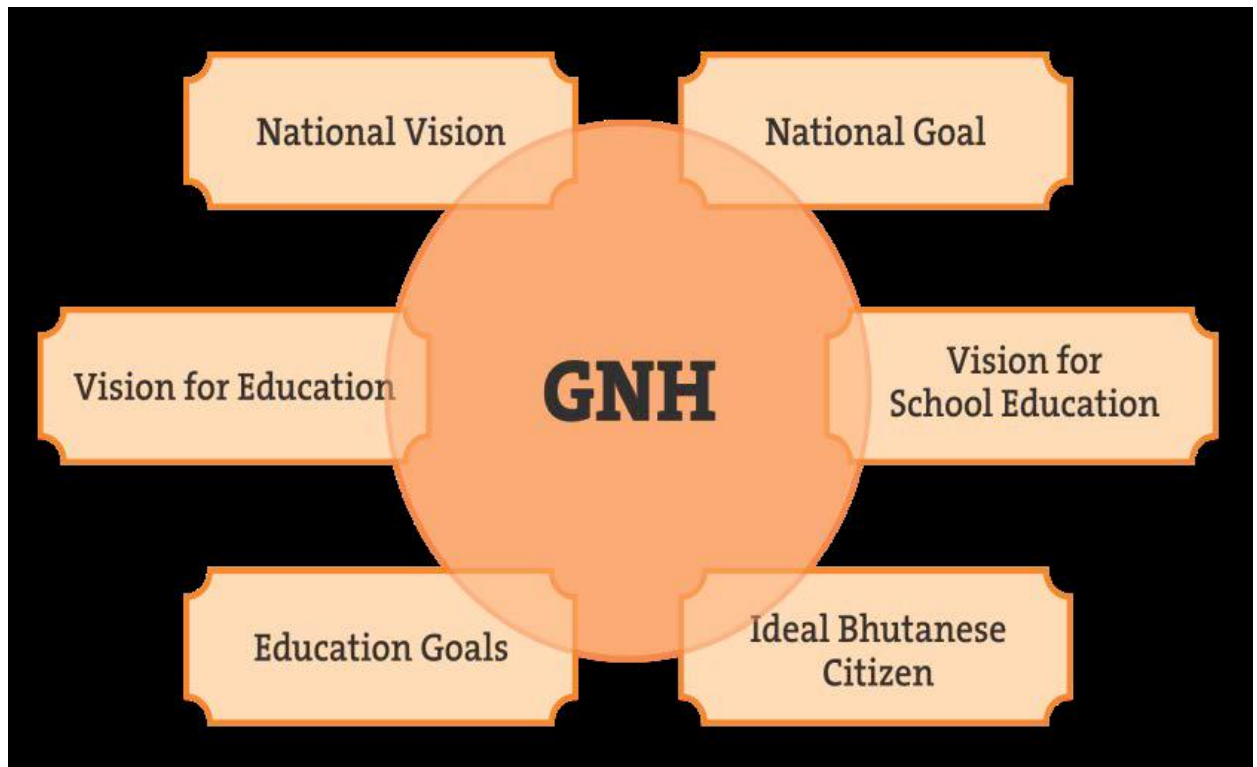 National Vision
National Goal
Vision for Education
GNH
Vision for
School Education
Education Goals
Ideal Bhutanese
Citizen